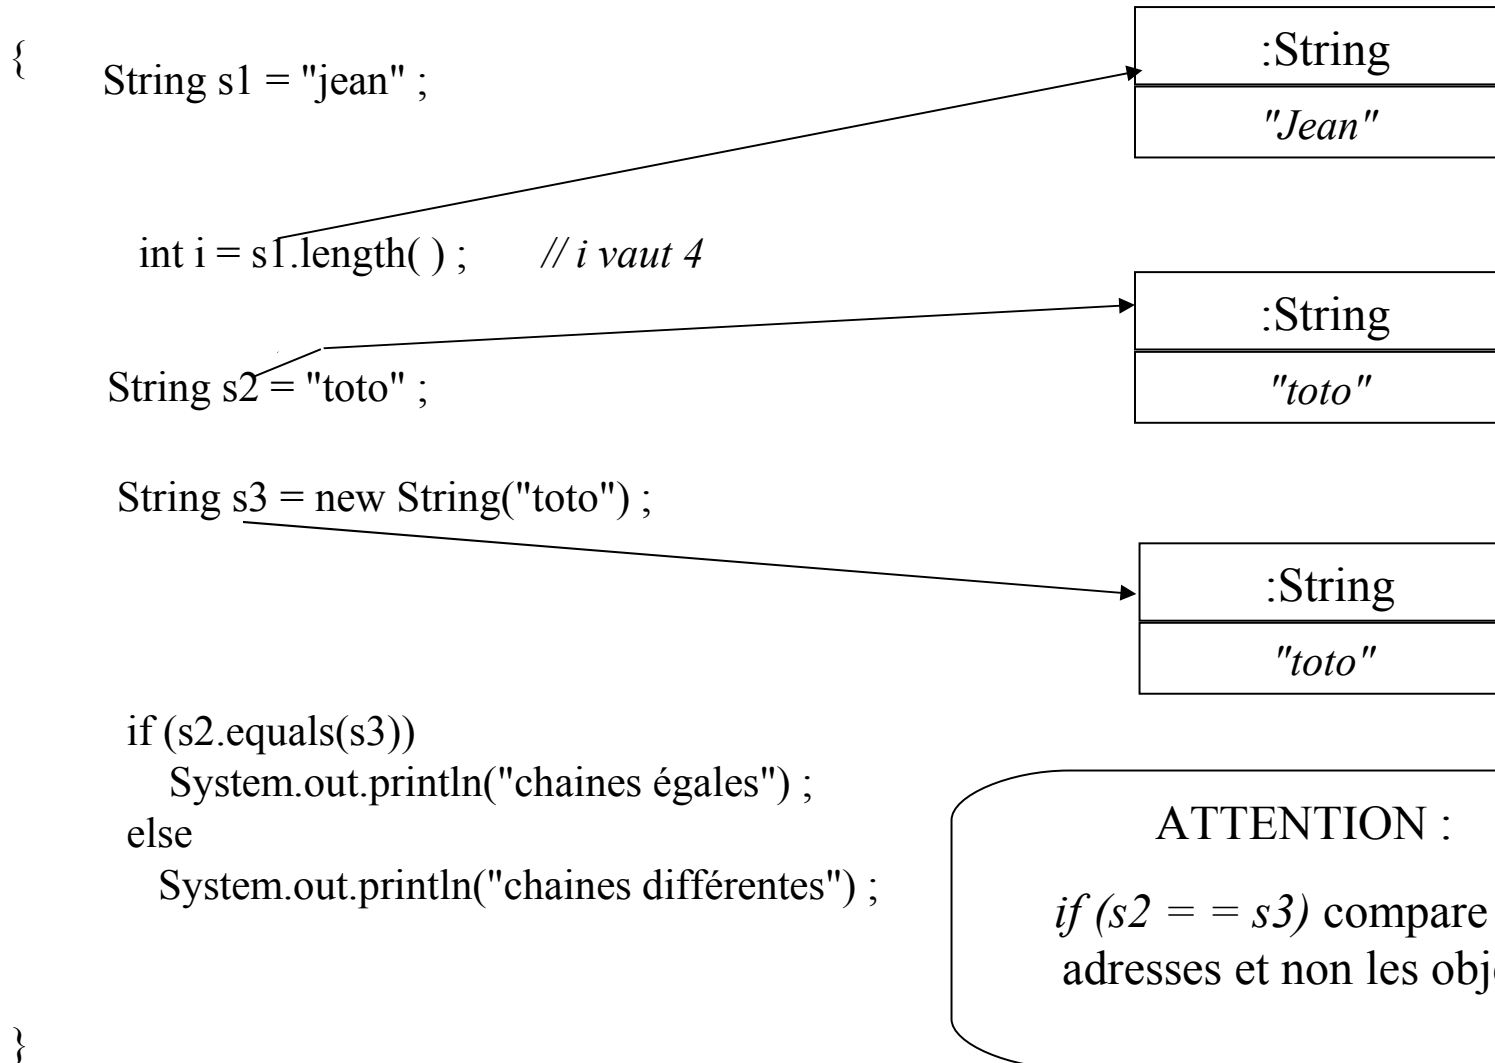 {
String s1 = "jean" ;
:String
"Jean"
int i = s1.length( ) ; // i vaut 4
:String
"toto"
String s2 = "toto" ;
String s3 = new String("toto") ;
:String
"toto"
if (s2.equals(s3))
System.out.println("chaines égales") ;
else
System.out.println("chaines différentes") ;
ATTENTION :
if (s2 = = s3) compare
adresses et non les
}